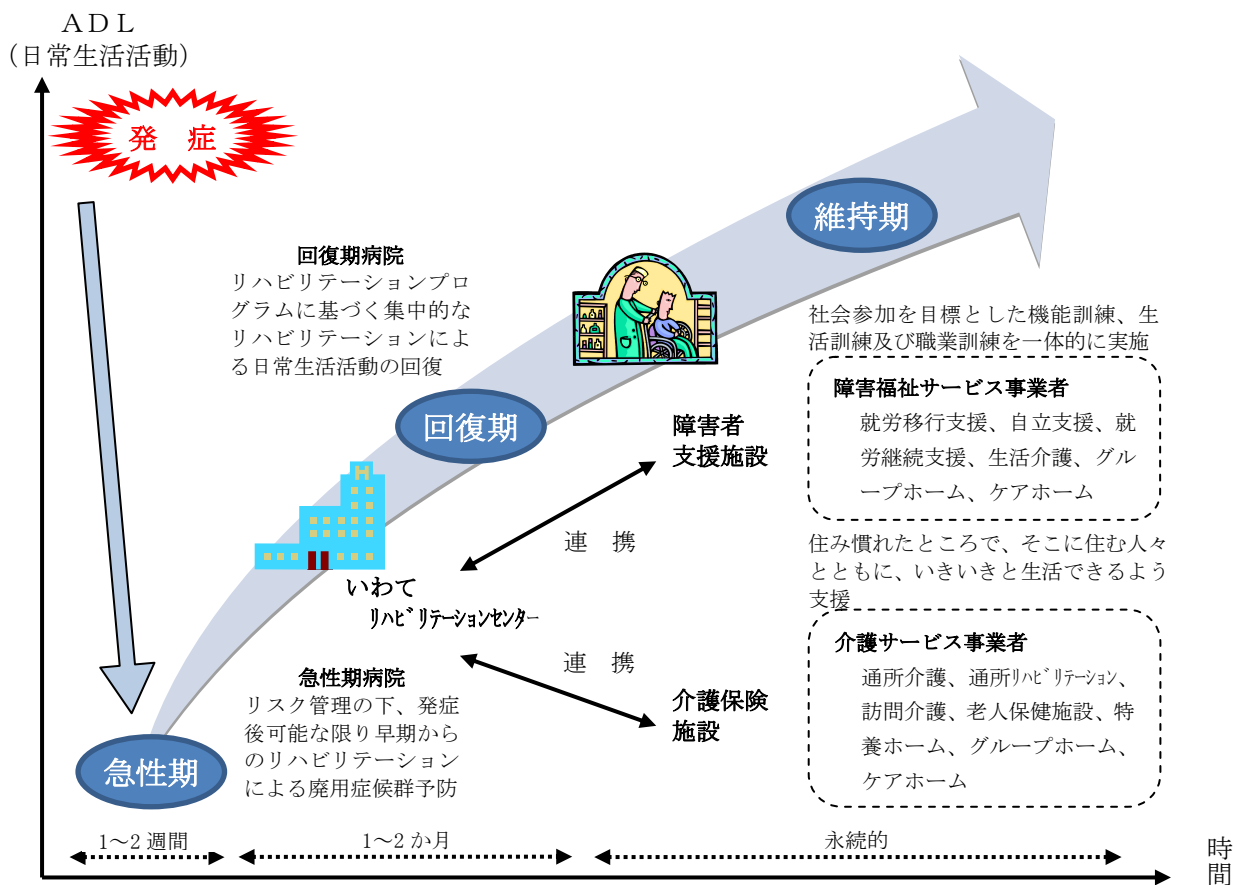 ADL
(日常生活活動)
発 症
維持期
回復期病院
リハビリテーションプロ
グラムに基づく集中的な
リハビリテーションによ
る日常生活活動の回復
社会参加を目標とした機能訓練、生
活訓練及び職業訓練を一体的に実施
障害福祉サービス事業者
就労移行支援、自立支援、就
労継続支援、生活介護、グル
ープホーム、ケアホーム
回復期
障害者
支援施設
H
連 携
いわて
リハビリテーションセンター
住み慣れたところで、そこに住む人々
とともに、いきいきと生活できるよう
支援
介護サービス事業者
通所介護、通所リハビリテーション、
訪問介護、老人保健施設、特
養ホーム、グループホーム、
ケアホーム
連 携
介護保険
施設
急性期病院
リスク管理の下、発症
後可能な限り早期から
のリハビリテーション
による廃用症候群予防
急性期
1~2 週間
1~2 か月
永続的
時
間